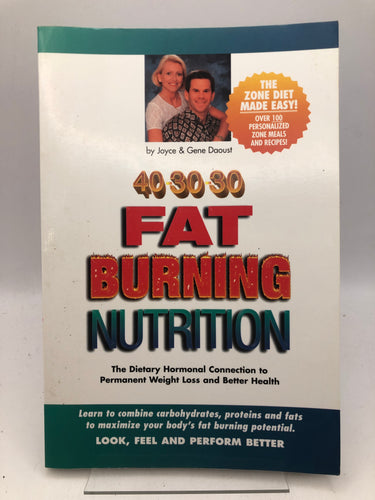 THE
ZONE DIET
MADE EASY!
OVER 100
PERSONALIZED
ZONE MEALS
AND RECIPES!
by Joyce & Gene Daoust
40-30-30
FAT
BURNING
NUTRITION
The Dietary Hormonal Connection to
Permanent Weight Loss and Better Health
Learn to combine carbohydrates, proteins and fats
to maximize your body's fat burning potential.
LOOK, FEEL AND PERFORM BETTER